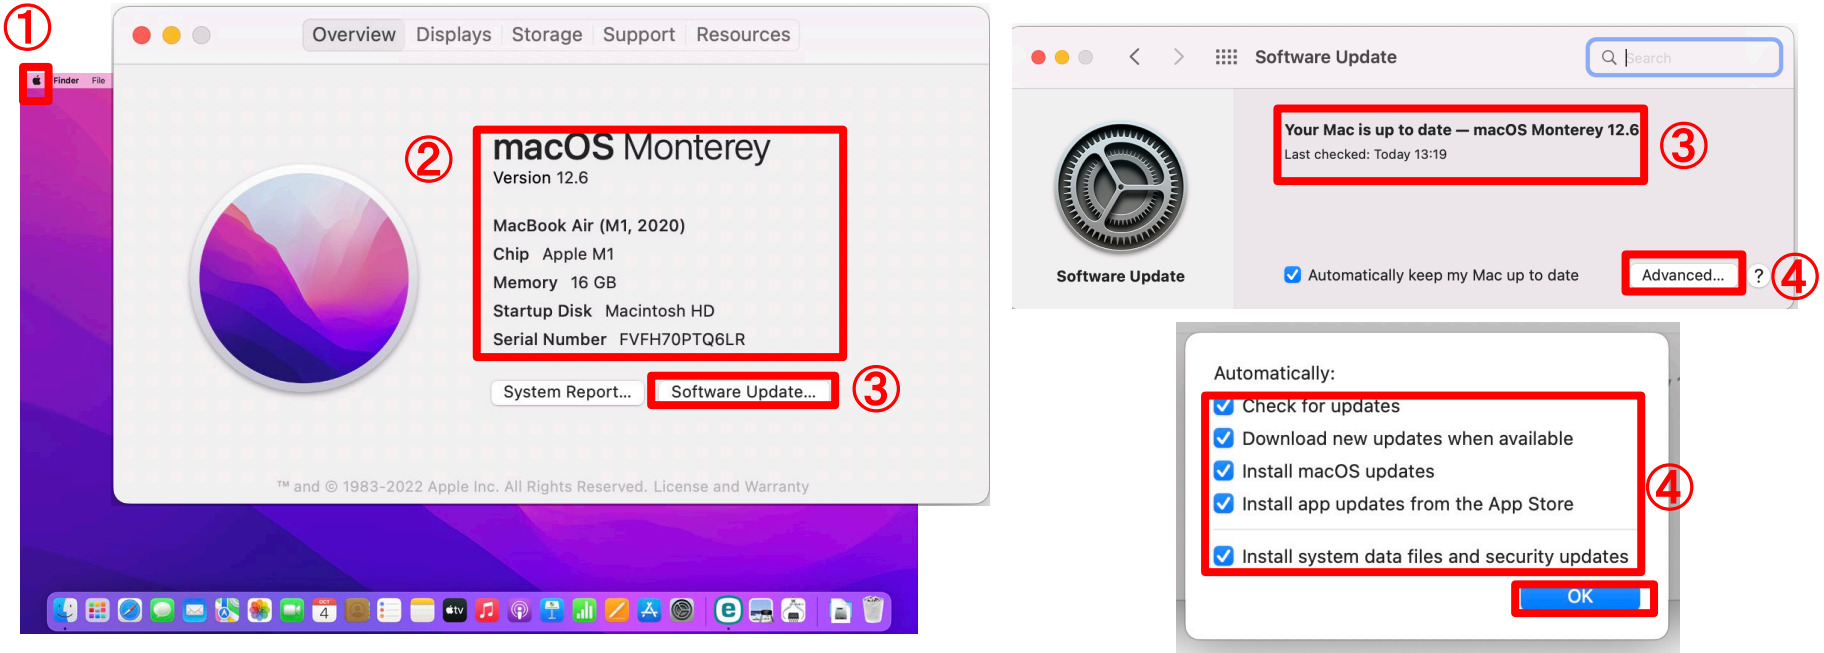 ①
Finder File
Overview Displays Storage Support Resources
②
macOS Monterey
Version 12.6
MacBook Air (M1, 2020)
Chip Apple M1
Memory 16 GB
Startup Disk Macintosh HD
Serial Number FVFH70PTQ6LR
System Report... Software Update...
③
™ and © 1983-2022 Apple Inc. All Rights Reserved. License and Warranty
OCT
4
tv
Software Update
Search
Your Mac is up to date — macOS Monterey 12.6
Last checked: Today 13:19
③
Software Update
Automatically keep my Mac up to date
Advanced... ?
④
Automatically:
Check for updates
Download new updates when available
Install macOS updates
Install app updates from the App Store
④
Install system data files and security updates
OK